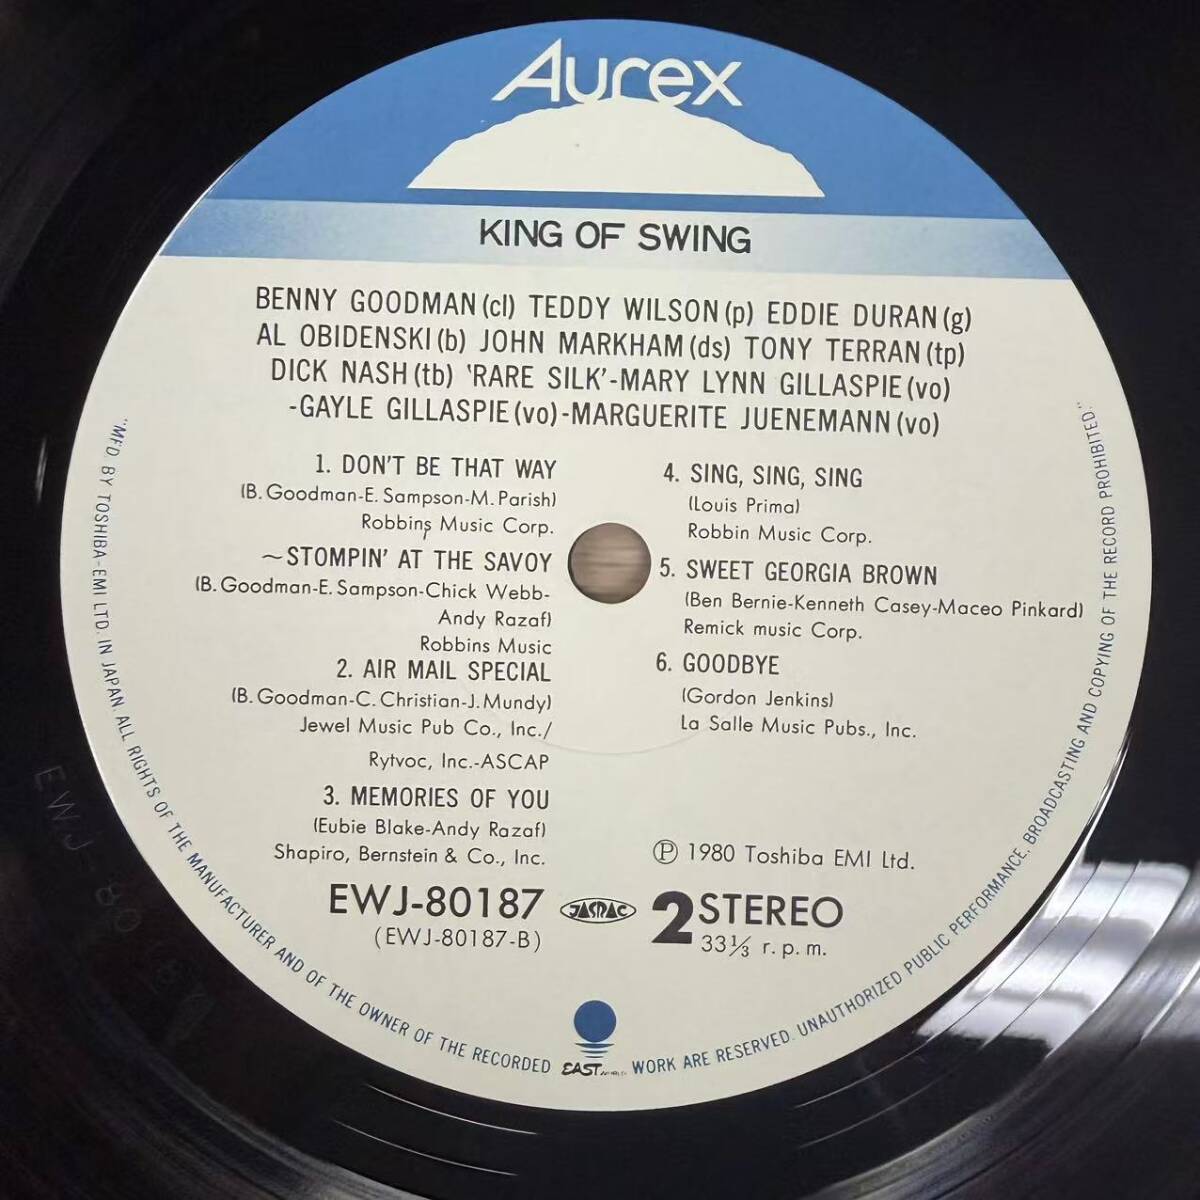 Aurex
KING OF SWING
BENNY GOODMAN(cl) TEDDY WILSON(p) EDDIE DURAN(g)
AL OBIDENSKI(b) JOHN MARKHAM(ds) TONY TERRAN(tp)
DICK NASH(tb) 'RARE SILK'-MARY LYNN GILLASPIE(vo)
-GAYLE GILLASPIE(vo)-MARGUERITE JUENEMANN(vo)
1. DON'T BE THAT WAY
(B. Goodman-E. Sampson-M. Parish)
Robbins Music Corp.
~STOMPIN' AT THE SAVOY
(B. Goodman-E. Sampson-Chick Webb-
Andy Razaf)
Robbins Music
2. AIR MAIL SPECIAL
(B. Goodman-C. Christian-J. Mundy)
Jewel Music Pub Co., Inc./
Rytvoc, Inc.-ASCAP
3. MEMORIES OF YOU
(Eubie Blake-Andy Razaf)
Shapiro, Bernstein & Co., Inc.
4. SING, SING, SING
(Louis Prima)
Robbin Music Corp.
5. SWEET GEORGIA BROWN
(Ben Bernie-Kenneth Casey-Maceo Pinkard)
Remick music Corp.
6. GOODBYE
(Gordon Jenkins)
La Salle Music Pubs., Inc.
Ⓟ 1980 Toshiba EMI Ltd.
EWJ-80187 JASRAC 2 STEREO
(EWJ-80187-B) 33⅓ r.p.m.
"MFD. BY TOSHIBA-EMI LTD. IN JAPAN. ALL RIGHTS OF THE MANUFACTURER AND OF THE OWNER OF THE RECORDED WORK ARE RESERVED. UNAUTHORIZED PUBLIC PERFORMANCE, BROADCASTING AND COPYING OF THE RECORD PROHIBITED."
EAST
EWJ-80187